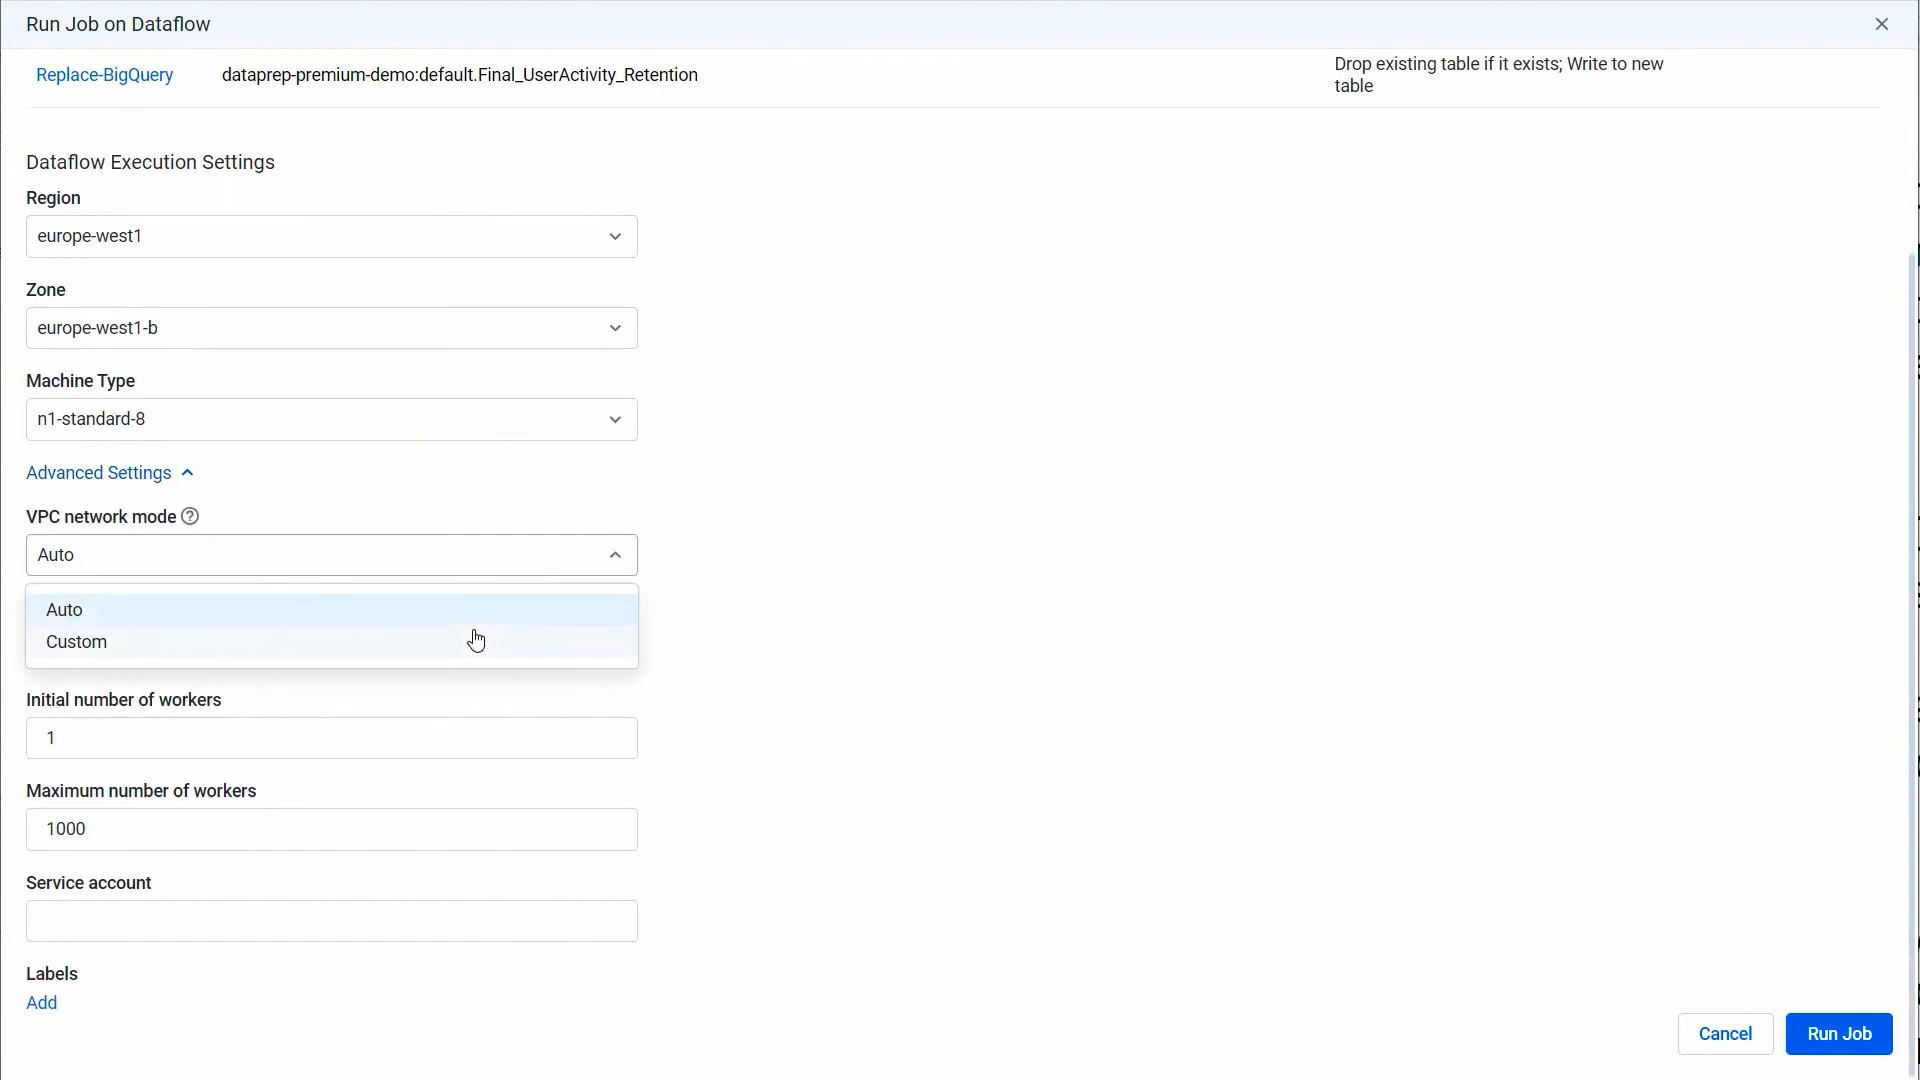 Run Job on Dataflow
Replace-BigQuery dataprep-premium-demo:default.Final_UserActivity_Retention Drop existing table if it exists; Write to new
table
Dataflow Execution Settings
Region
europe-west1
Zone
europe-west1-b
Machine Type
n1-standard-8
Advanced Settings
VPC network mode ?
Auto
Auto
Custom
Initial number of workers
1
Maximum number of workers
1000
Service account
Labels
Add
Cancel Run Job